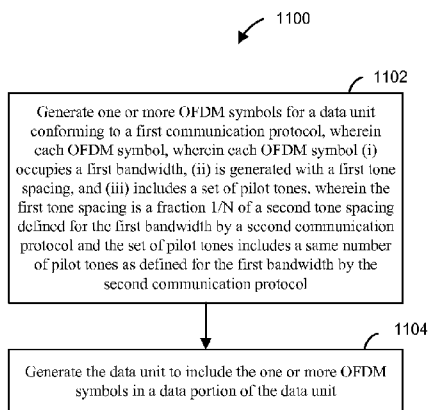 1100
1102
Generate one or more OFDM symbols for a data unit
conforming to a first communication protocol, wherein
each OFDM symbol, wherein each OFDM symbol (i)
occupies a first bandwidth, (ii) is generated with a first tone
spacing, and (iii) includes a set of pilot tones, wherein the
first tone spacing is a fraction 1/N of a second tone spacing
defined for the first bandwidth by a second communication
protocol and the set of pilot tones includes a same number
of pilot tones as defined for the first bandwidth by the
second communication protocol
1104
Generate the data unit to include the one or more OFDM
symbols in a data portion of the data unit